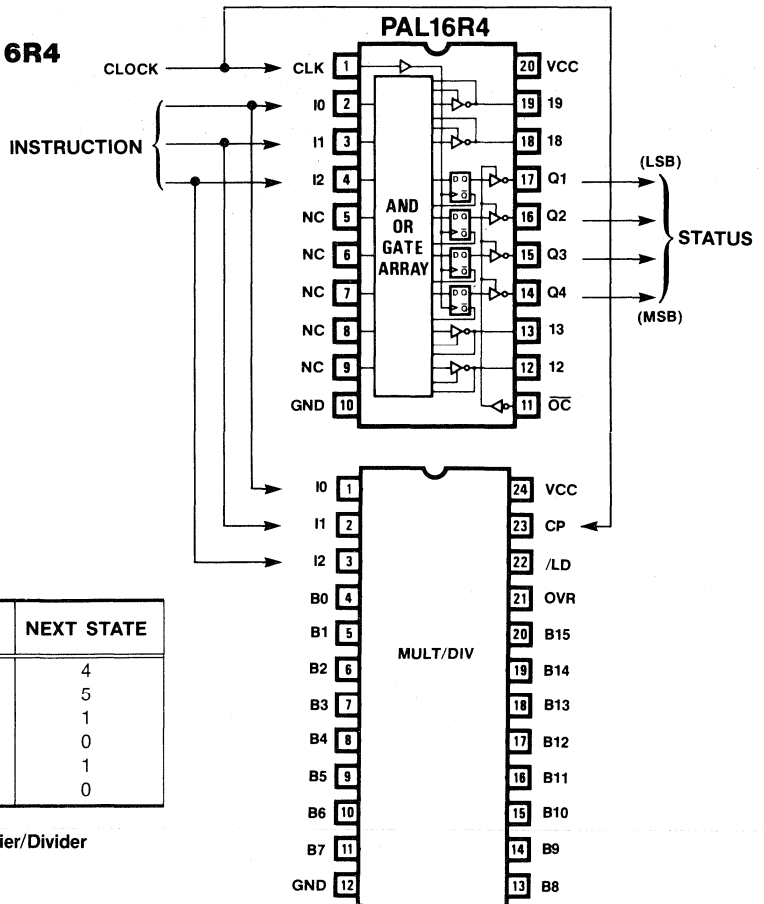 PAL16R4
6R4
CLOCK CLK 1 20 VCC
I0 2 19 19
I1 3 18 18
INSTRUCTION
(LSB)
I2 4 D Q Q 17 Q1
NC 5 D Q Q 16 Q2
STATUS
AND OR GATE ARRAY
NC 6 D Q Q 15 Q3
NC 7 D Q Q 14 Q4
(MSB)
NC 8 13 13
NC 9 12 12
GND 10 11 OC
I0 1 24 VCC
I1 2 23 CP
I2 3 22 /LD
B0 4 21 OVR
B1 5 20 B15
MULT/DIV
B2 6 19 B14
B3 7 18 B13
B4 8 17 B12
B5 9 16 B11
B6 10 15 B10
B7 11 14 B9
GND 12 13 B8
NEXT STATE
4
5
1
0
1
0
ier/Divider